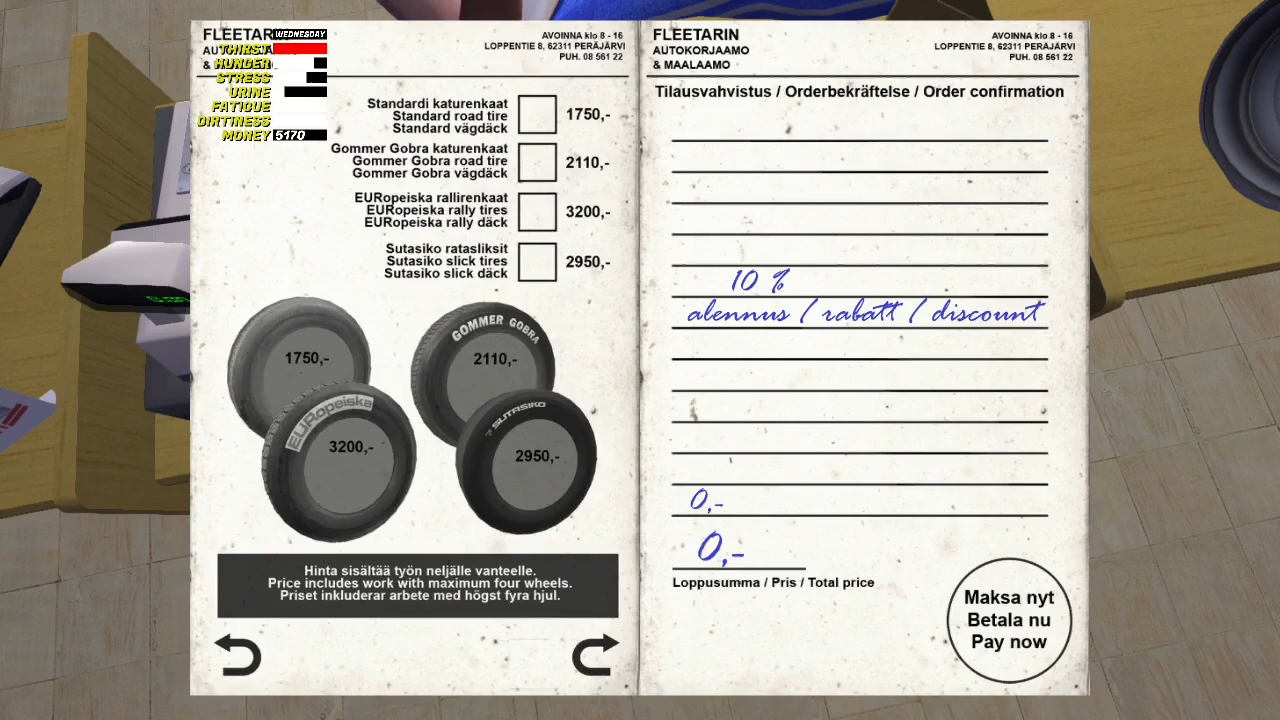 FLEETARIN
AVOINNA klo 8 - 16
LOPPENTIE 8, 62311 PERÄJÄRVI
PUH. 08 561 22
WEDNESDAY
THIRST
HUNGER
STRESS
URINE
FATIGUE
DIRTINESS
MONEY 5170
Standardi katurenkaat
Standard road tire
Standard vägdäck
1750,-
Gommer Gobra katurenkaat
Gommer Gobra road tire
Gommer Gobra vägdäck
2110,-
EURopeiska rallirenkaat
EURopeiska rally tires
EURopeiska rally däck
3200,-
Sutasiko ratasliksit
Sutasiko slick tires
Sutasiko slick däck
2950,-
1750,-
GOMMER GOBRA
2110,-
EURopeiska
3200,-
SUTASIKO
2950,-
Hinta sisältää työn neljälle vanteelle.
Price includes work with maximum four wheels.
Priset inkluderar arbete med högst fyra hjul.
FLEETARIN
AUTOKORJAAMO
& MAALAAMO
AVOINNA klo 8 - 16
LOPPENTIE 8, 62311 PERÄJÄRVI
PUH. 08 561 22
Tilausvahvistus / Orderbekräftelse / Order confirmation
10 %
alennus / rabatt / discount
0,-
0,-
Loppusumma / Pris / Total price
Maksa nyt
Betala nu
Pay now